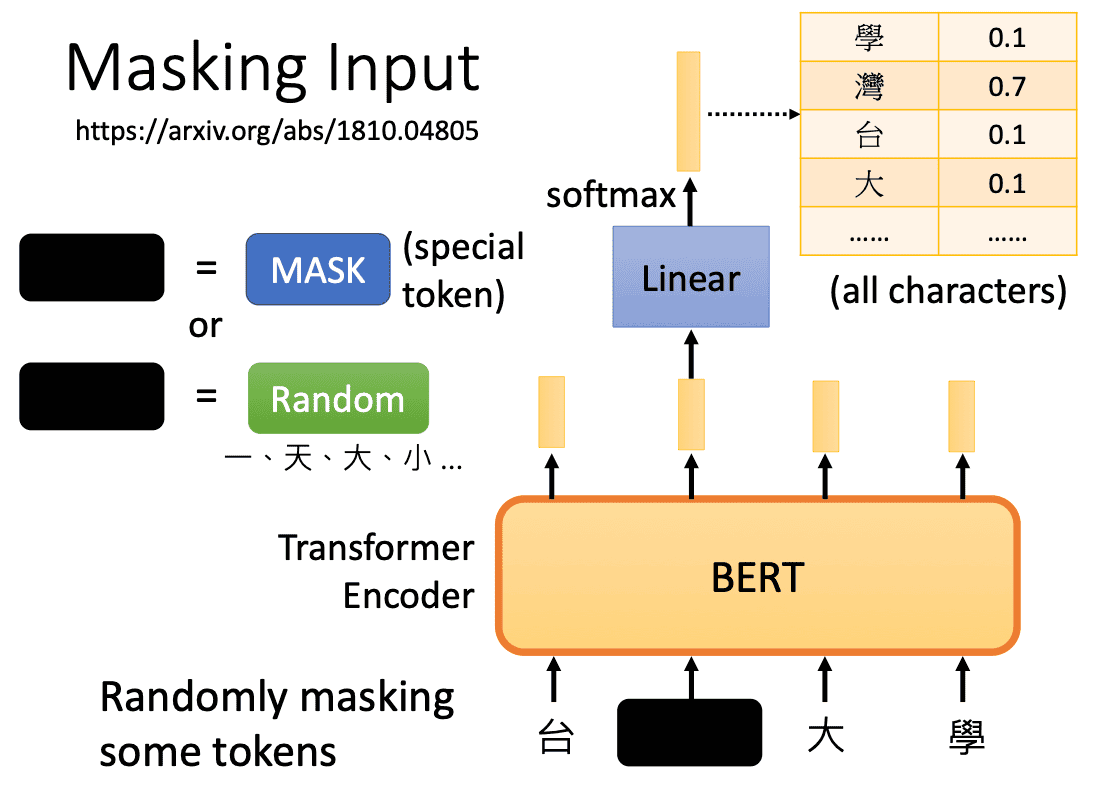 Masking Input
https://arxiv.org/abs/1810.04805
=
MASK
(special
token)
or
=
Random
一、天、大、小 ...
Transformer
Encoder
Randomly masking
some tokens
學 0.1
灣 0.7
台 0.1
大 0.1
…… ……
(all characters)
softmax
Linear
BERT
台 大 學